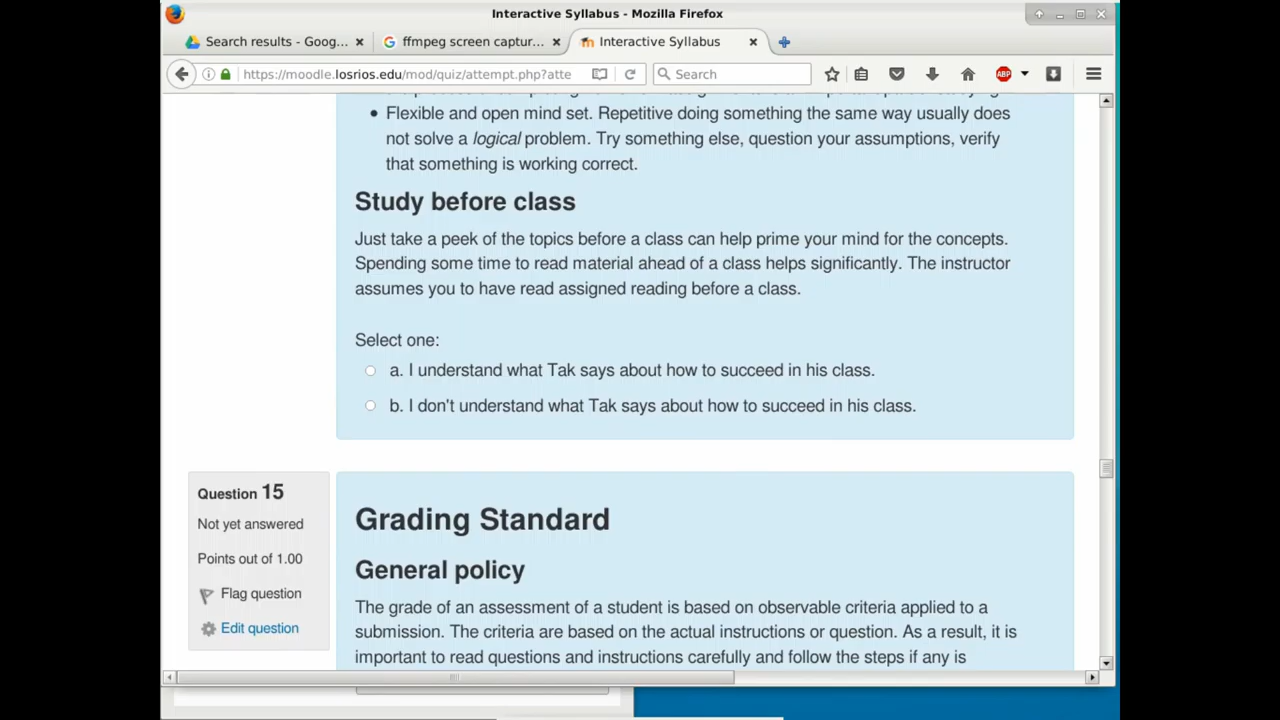 Interactive Syllabus - Mozilla Firefox
Search results - Goog...
ffmpeg screen captur...
Interactive Syllabus
https://moodle.losrios.edu/mod/quiz/attempt.php?atte
Search
ABP
Flexible and open mind set. Repetitive doing something the same way usually does
not solve a logical problem. Try something else, question your assumptions, verify
that something is working correct.
Study before class
Just take a peek of the topics before a class can help prime your mind for the concepts.
Spending some time to read material ahead of a class helps significantly. The instructor
assumes you to have read assigned reading before a class.
Select one:
a. I understand what Tak says about how to succeed in his class.
b. I don't understand what Tak says about how to succeed in his class.
Question 15
Not yet answered
Points out of 1.00
Flag question
Edit question
Grading Standard
General policy
The grade of an assessment of a student is based on observable criteria applied to a
submission. The criteria are based on the actual instructions or question. As a result, it is
important to read questions and instructions carefully and follow the steps if any is